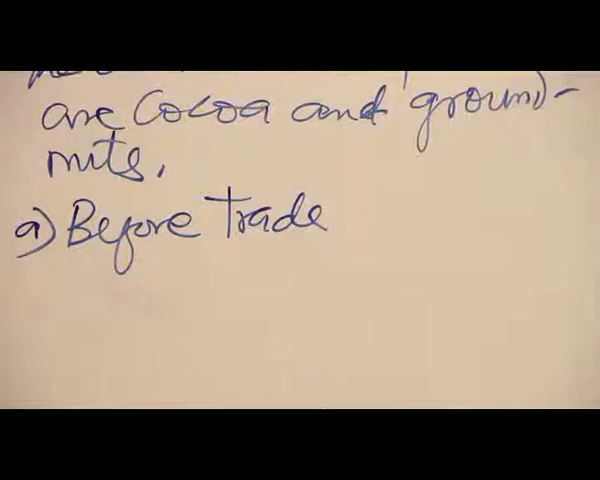 are Cocoa and ground-
nuts.
a) Before trade